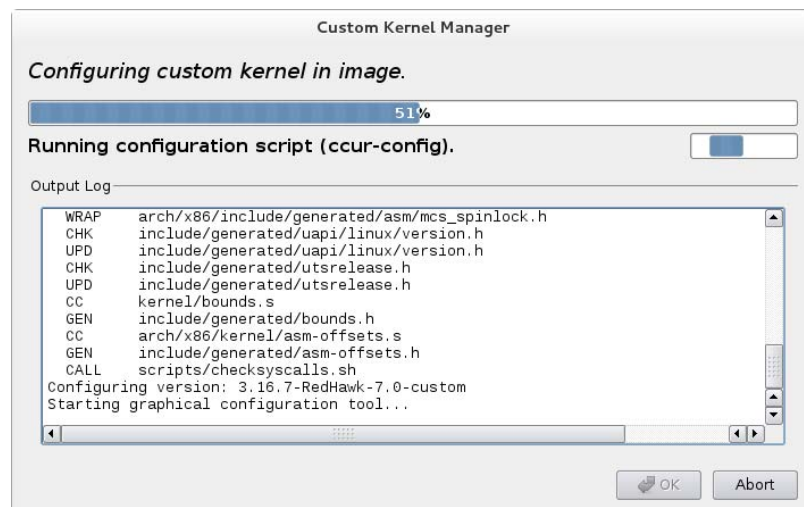 Custom Kernel Manager
Configuring custom kernel in image.
51%
Running configuration script (ccur-config).
Output Log
WRAP arch/x86/include/generated/asm/mcs_spinlock.h
CHK include/generated/uapi/linux/version.h
UPD include/generated/uapi/linux/version.h
CHK include/generated/utsrelease.h
UPD include/generated/utsrelease.h
CC kernel/bounds.s
GEN include/generated/bounds.h
CC arch/x86/kernel/asm-offsets.s
GEN include/generated/asm-offsets.h
CALL scripts/checksyscalls.sh
Configuring version: 3.16.7-RedHawk-7.0-custom
Starting graphical configuration tool...
OK
Abort